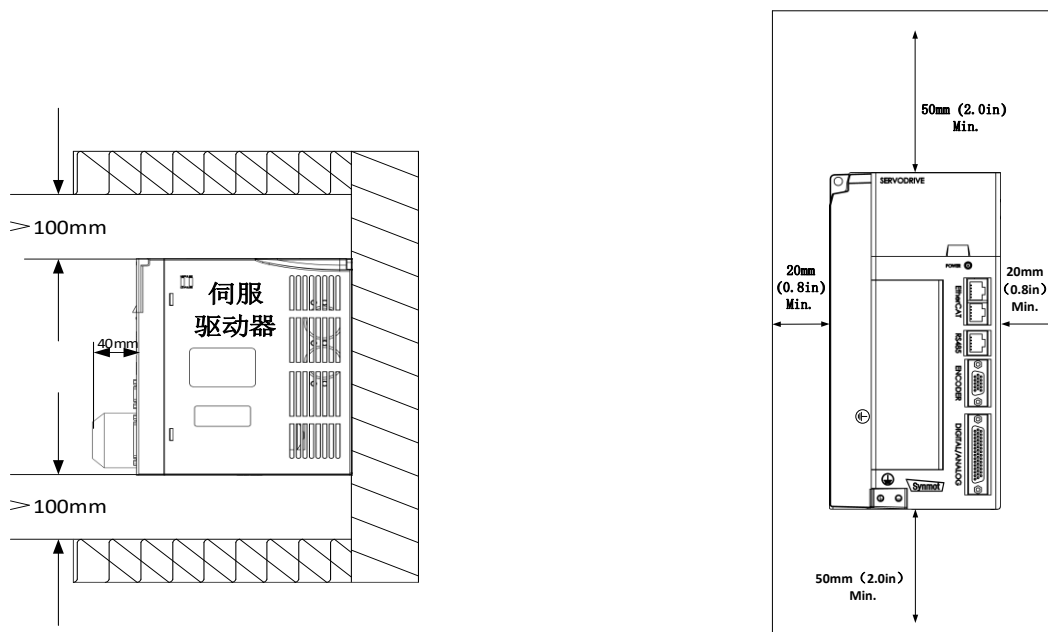 ＞100mm
伺服
驱动器
40mm
＞100mm
50mm (2.0in)
Min.
SERVODRIVE
POWER
20mm
(0.8in)
Min.
20mm
（0.8in）
Min.
EtherCAT
RS485
ENCODER
DIGITAL/ANALOG
Synmot
50mm（2.0in）
Min.